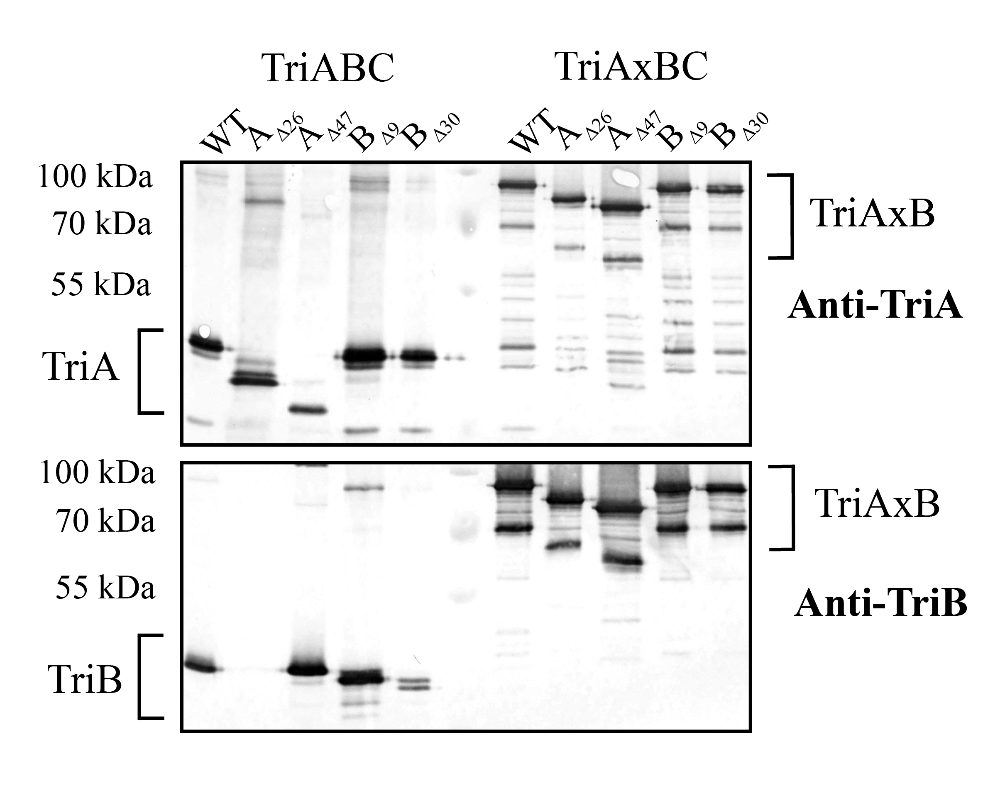 TriABC TriAxBC
WT AΔ26 AΔ47 BΔ9 BΔ30 WT AΔ26 AΔ47 BΔ9 BΔ30
100 kDa
70 kDa
TriAxB
55 kDa
Anti-TriA
TriA
100 kDa
TriAxB
70 kDa
55 kDa
Anti-TriB
TriB